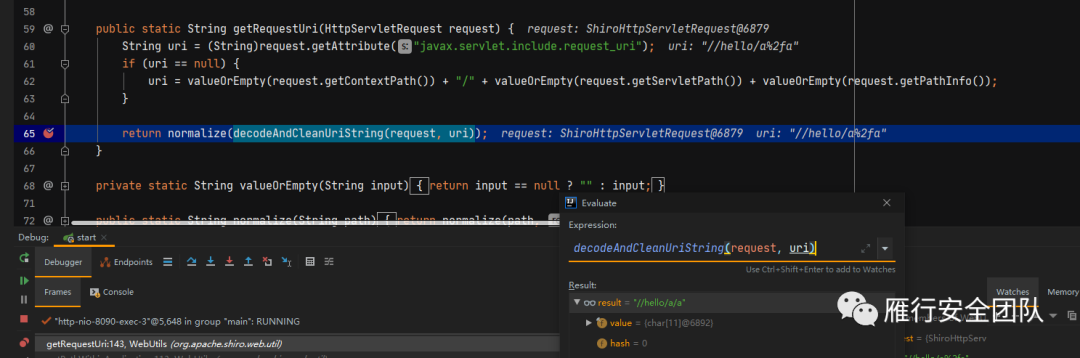 58
59 @ public static String getRequestUri(HttpServletRequest request) { request: ShiroHttpServletRequest@6879
60 String uri = (String)request.getAttribute( s: "javax.servlet.include.request_uri"); uri: "//hello/a%2fa"
61 if (uri == null) {
62 uri = valueOrEmpty(request.getContextPath()) + "/" + valueOrEmpty(request.getServletPath()) + valueOrEmpty(request.getPathInfo());
63 }
64
65 return normalize(decodeAndCleanUriString(request, uri)); request: ShiroHttpServletRequest@6879 uri: "//hello/a%2fa"
66 }
67
68 @ private static String valueOrEmpty(String input) { return input == null ? "" : input; }
71
72 @ public static String normalize(String path) { return normalize(path,
Evaluate
Expression:
decodeAndCleanUriString(request, uri)
Use Ctrl+Shift+Enter to add to Watches
Result:
result = "//hello/a/a"
value = {char[11]@6892}
hash = 0
Debug: start
Debugger Endpoints
Frames Console
"http-nio-8090-exec-3"@5,648 in group "main": RUNNING
getRequestUri:143, WebUtils (org.apache.shiro.web.util)
Watches Memory
est = {ShiroHttpServ
"//hello/a%2fa"
雁行安全团队